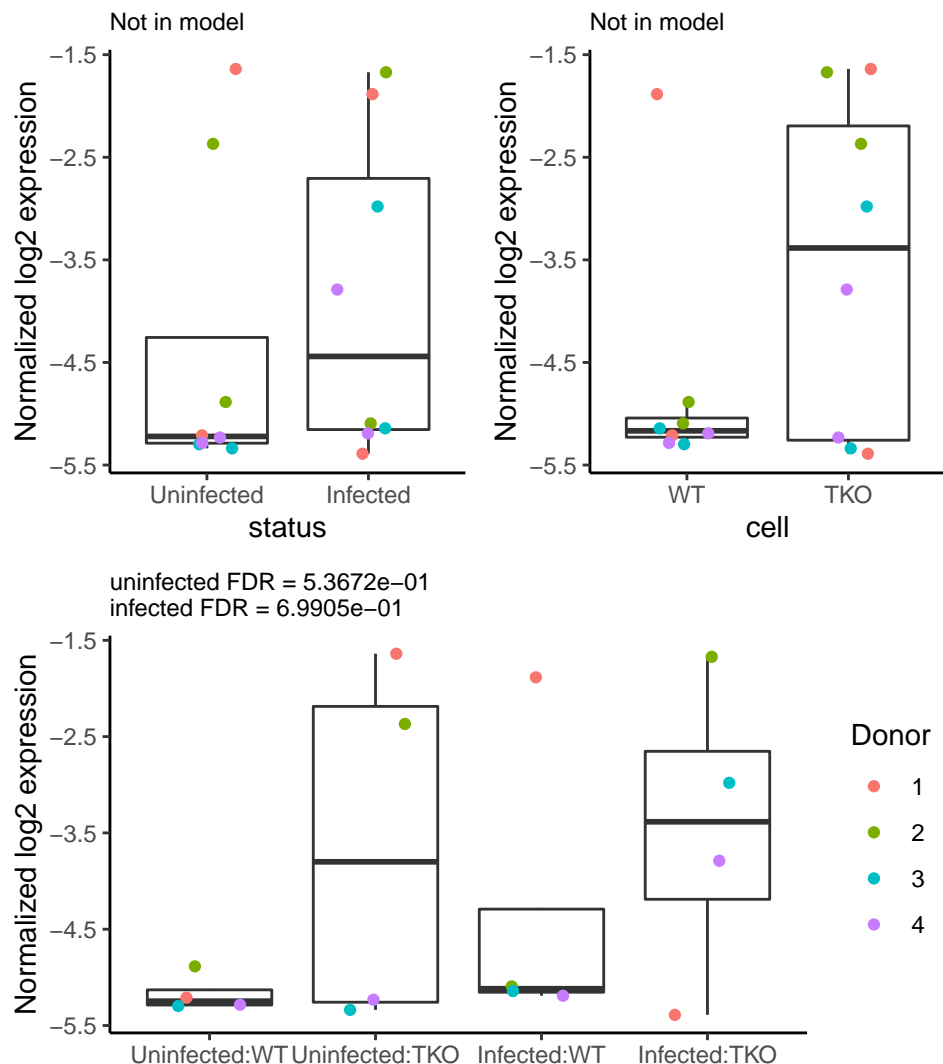 Not in model
Normalized log2 expression
−1.5
−2.5
−3.5
−4.5
−5.5
Uninfected Infected
status
Not in model
Normalized log2 expression
−1.5
−2.5
−3.5
−4.5
−5.5
WT TKO
cell
uninfected FDR = 5.3672e−01
infected FDR = 6.9905e−01
Normalized log2 expression
−1.5
−2.5
−3.5
−4.5
−5.5
Uninfected:WT Uninfected:TKO Infected:WT Infected:TKO
Donor
1
2
3
4